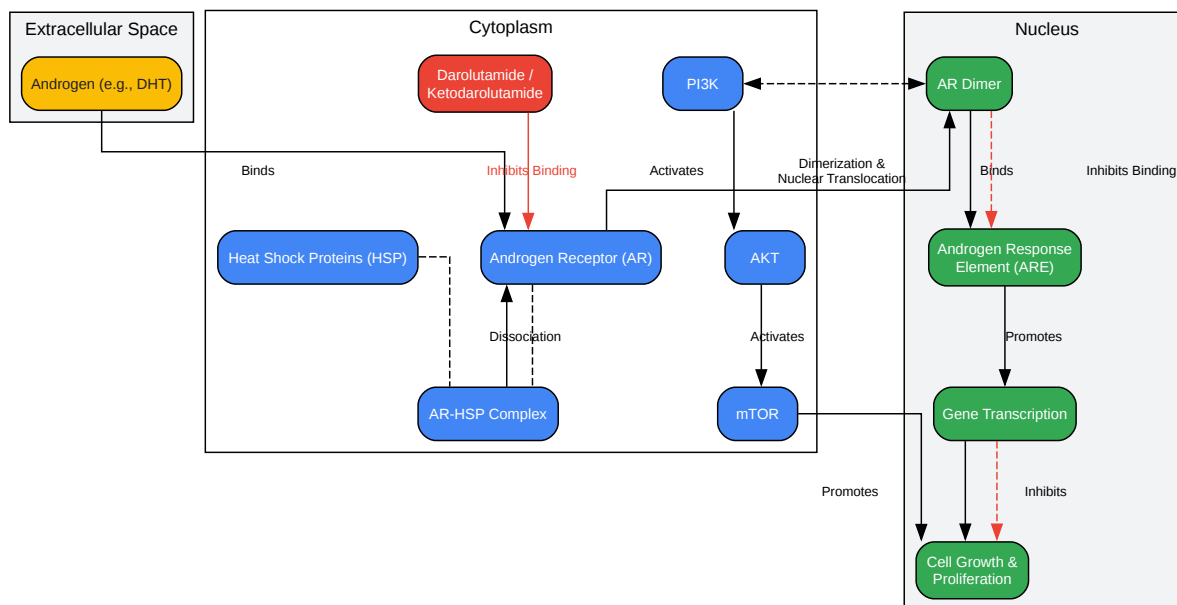 Extracellular Space
Cytoplasm
Nucleus
Androgen (e.g., DHT)
Darolutamide /
Ketodarolutamide
PI3K
AR Dimer
Binds
Inhibits Binding
Activates
Dimerization &
Nuclear Translocation
Binds
Inhibits Binding
Heat Shock Proteins (HSP)
Androgen Receptor (AR)
AKT
Androgen Response
Element (ARE)
Dissociation
Activates
Promotes
AR-HSP Complex
mTOR
Gene Transcription
Promotes
Inhibits
Cell Growth &
Proliferation